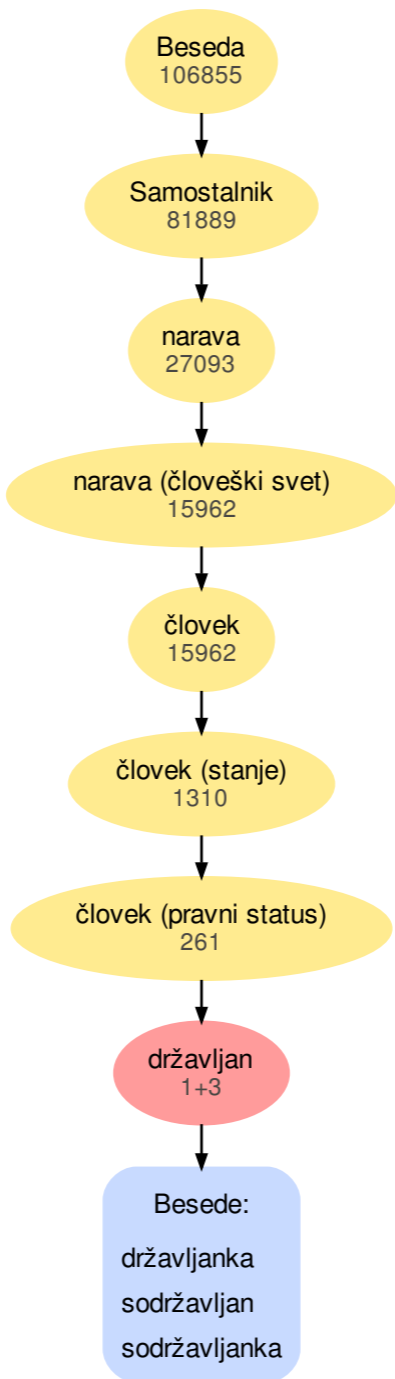 Beseda
106855
Samostalnik
81889
narava
27093
narava (človeški svet)
15962
človek
15962
človek (stanje)
1310
človek (pravni status)
261
državljan
1+3
Besede:
državljanka
sodržavljan
sodržavljanka